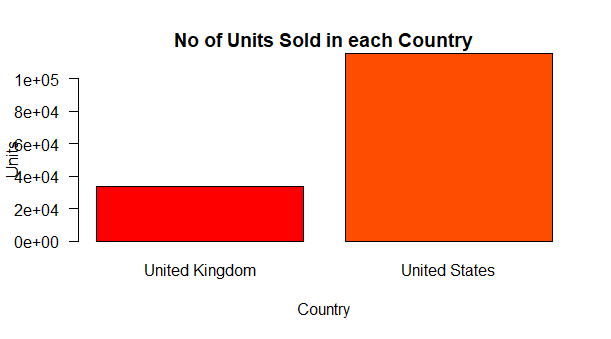 No of Units Sold in each Country
1e+05
8e+04
6e+04
4e+04
2e+04
0e+00
Units
United Kingdom
United States
Country